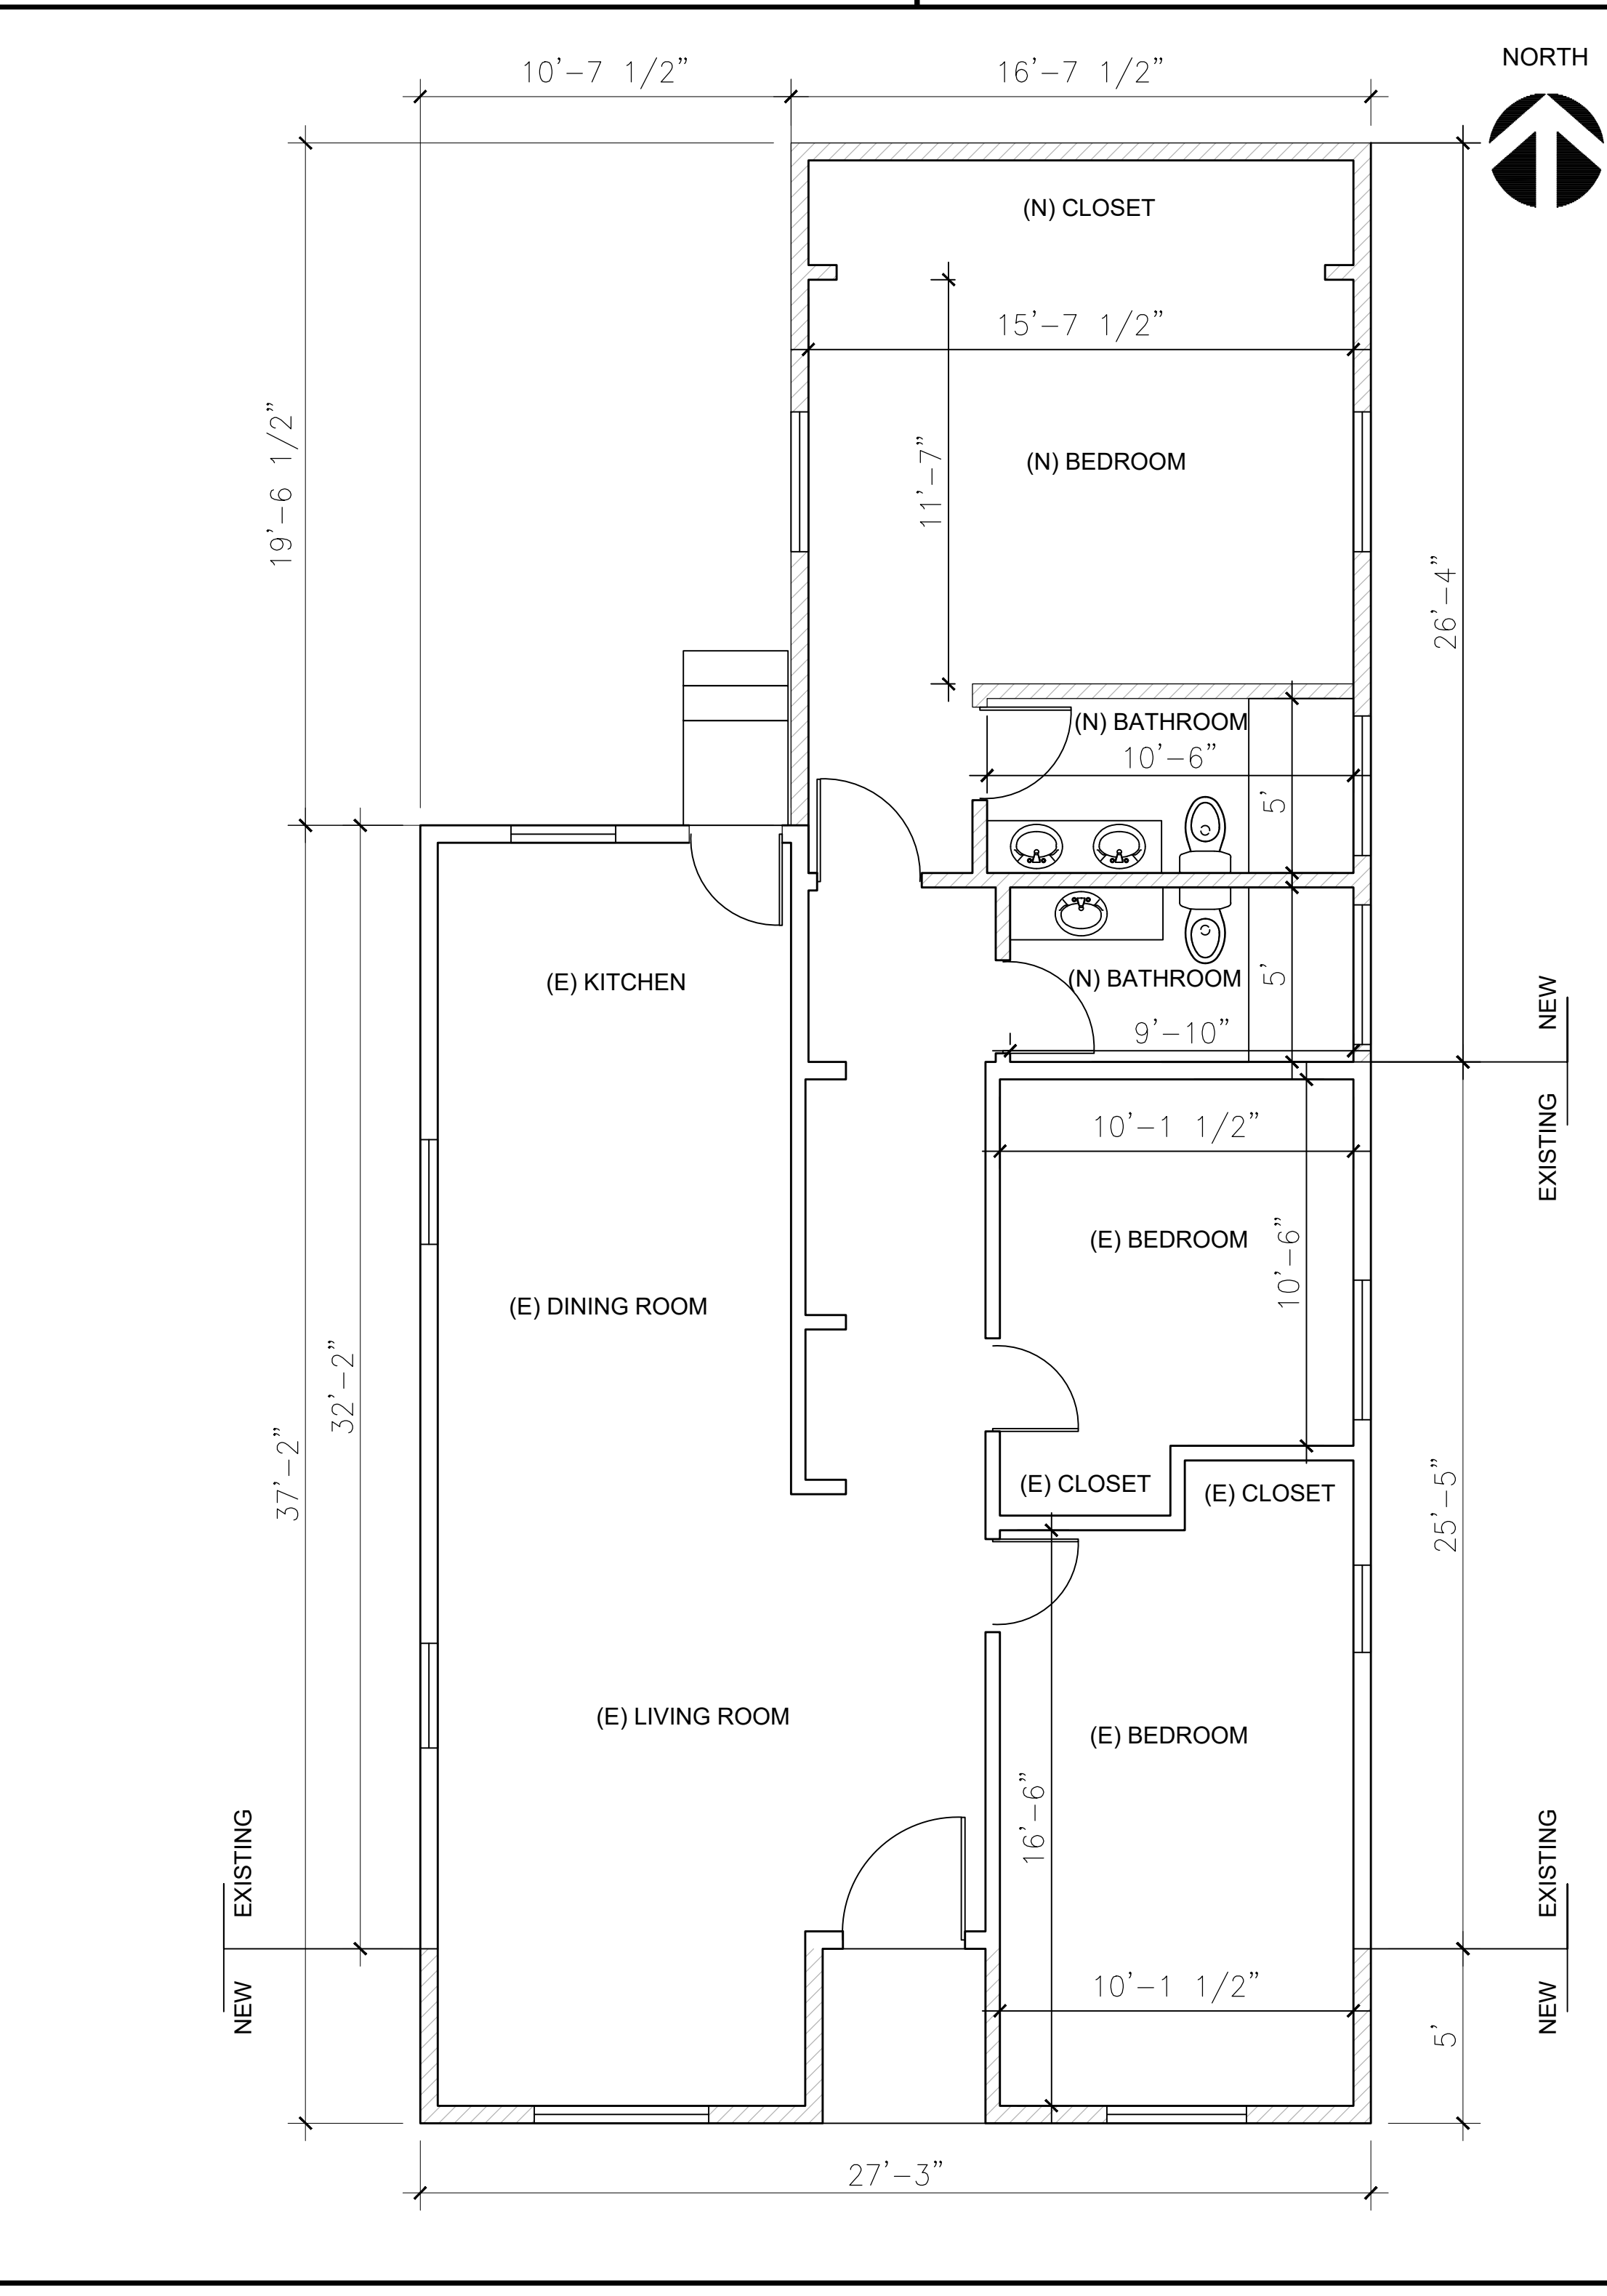 NORTH
10’–7 1/2”
16’–7 1/2”
(N) CLOSET
15’–7 1/2”
19’–6 1/2”
11’–7”
(N) BEDROOM
26’–4”
(N) BATHROOM
10’–6”
5’
(E) KITCHEN
(N) BATHROOM
5’
9’–10”
NEW
EXISTING
10’–1 1/2”
(E) BEDROOM
10’–6”
(E) DINING ROOM
32’–2”
37’–2”
(E) CLOSET
(E) CLOSET
25’–5”
(E) LIVING ROOM
(E) BEDROOM
16’–6”
EXISTING
NEW
EXISTING
NEW
10’–1 1/2”
5’
27’–3”